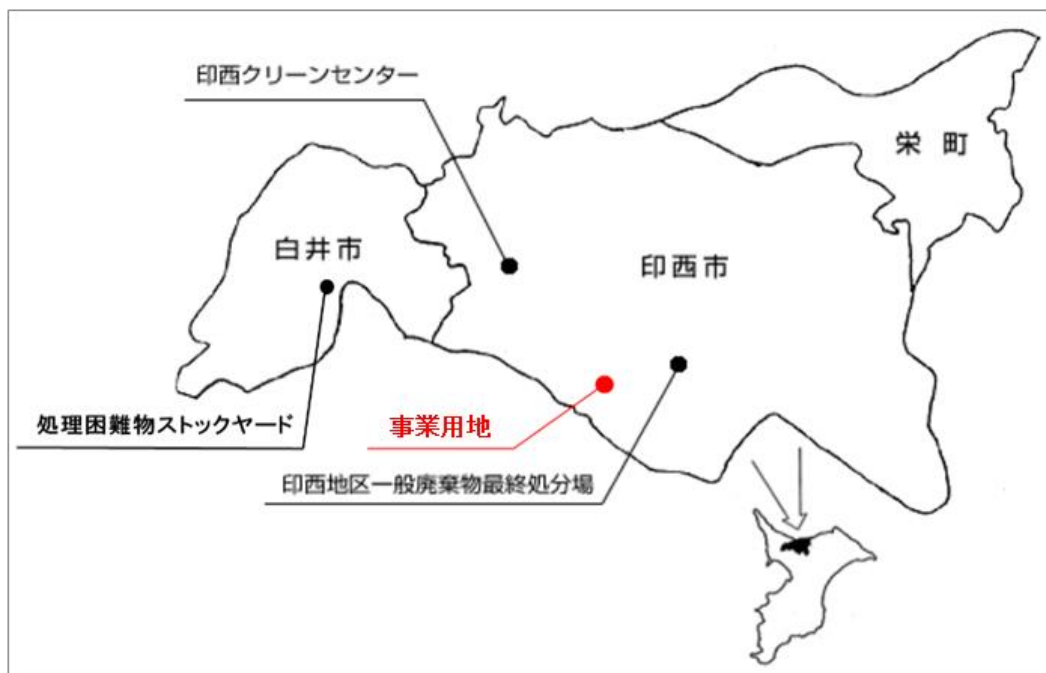 印西クリーンセンター
栄町
白井市
印西市
処理困難物ストックヤード
事業用地
印西地区一般廃棄物最終処分場